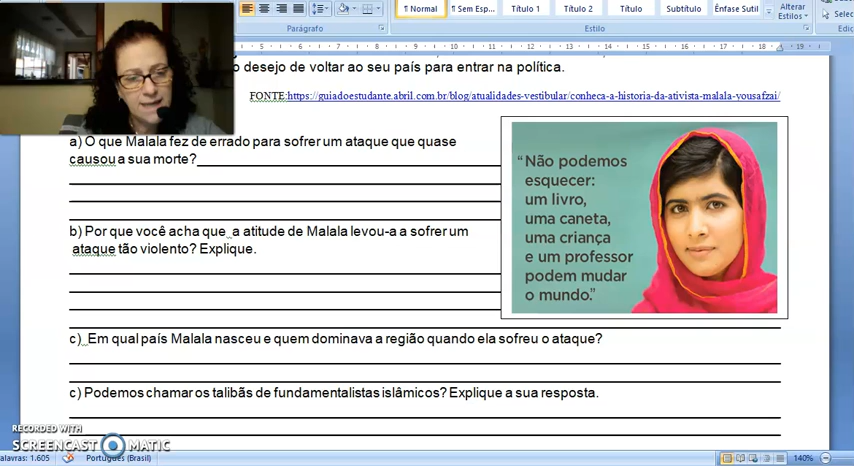 ¶ Normal ¶ Sem Esp... Título 1 Título 2 Título Subtítulo Ênfase Sutil Alterar Estilos
Parágrafo Estilo
o desejo de voltar ao seu país para entrar na política.
FONTE:https://guiadoestudante.abril.com.br/blog/atualidades-vestibular/conheca-a-historia-da-ativista-malala-yousafzai/
a) O que Malala fez de errado para sofrer um ataque que quase
causou a sua morte?
b) Por que você acha que a atitude de Malala levou-a a sofrer um
ataque tão violento? Explique.
“Não podemos
esquecer:
um livro,
uma caneta,
uma criança
e um professor
podem mudar
o mundo.”
c) Em qual país Malala nasceu e quem dominava a região quando ela sofreu o ataque?
c) Podemos chamar os talibãs de fundamentalistas islâmicos? Explique a sua resposta.
RECORDED WITH
SCREENCAST MATIC
alavras: 1.605 Português (Brasil) 140%